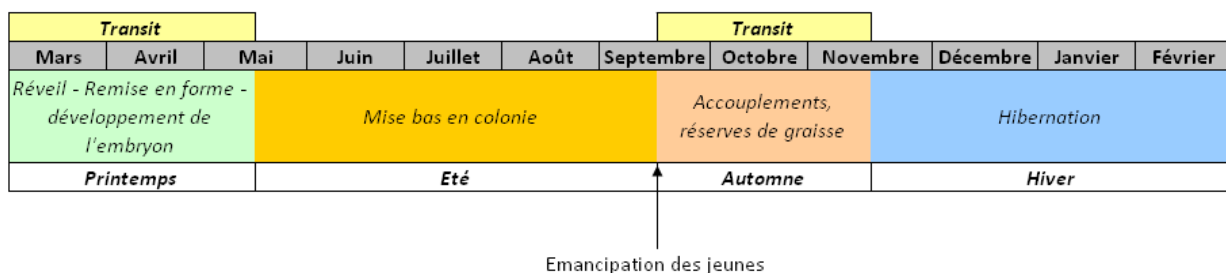 Transit Transit
Mars Avril Mai Juin Juillet Août Septembre Octobre Novembre Décembre Janvier Février
Réveil - Remise en forme -
développement de
l'embryon
Mise bas en colonie
Accouplements,
réserves de graisse
Hibernation
Printemps Eté Automne Hiver
Emancipation des jeunes